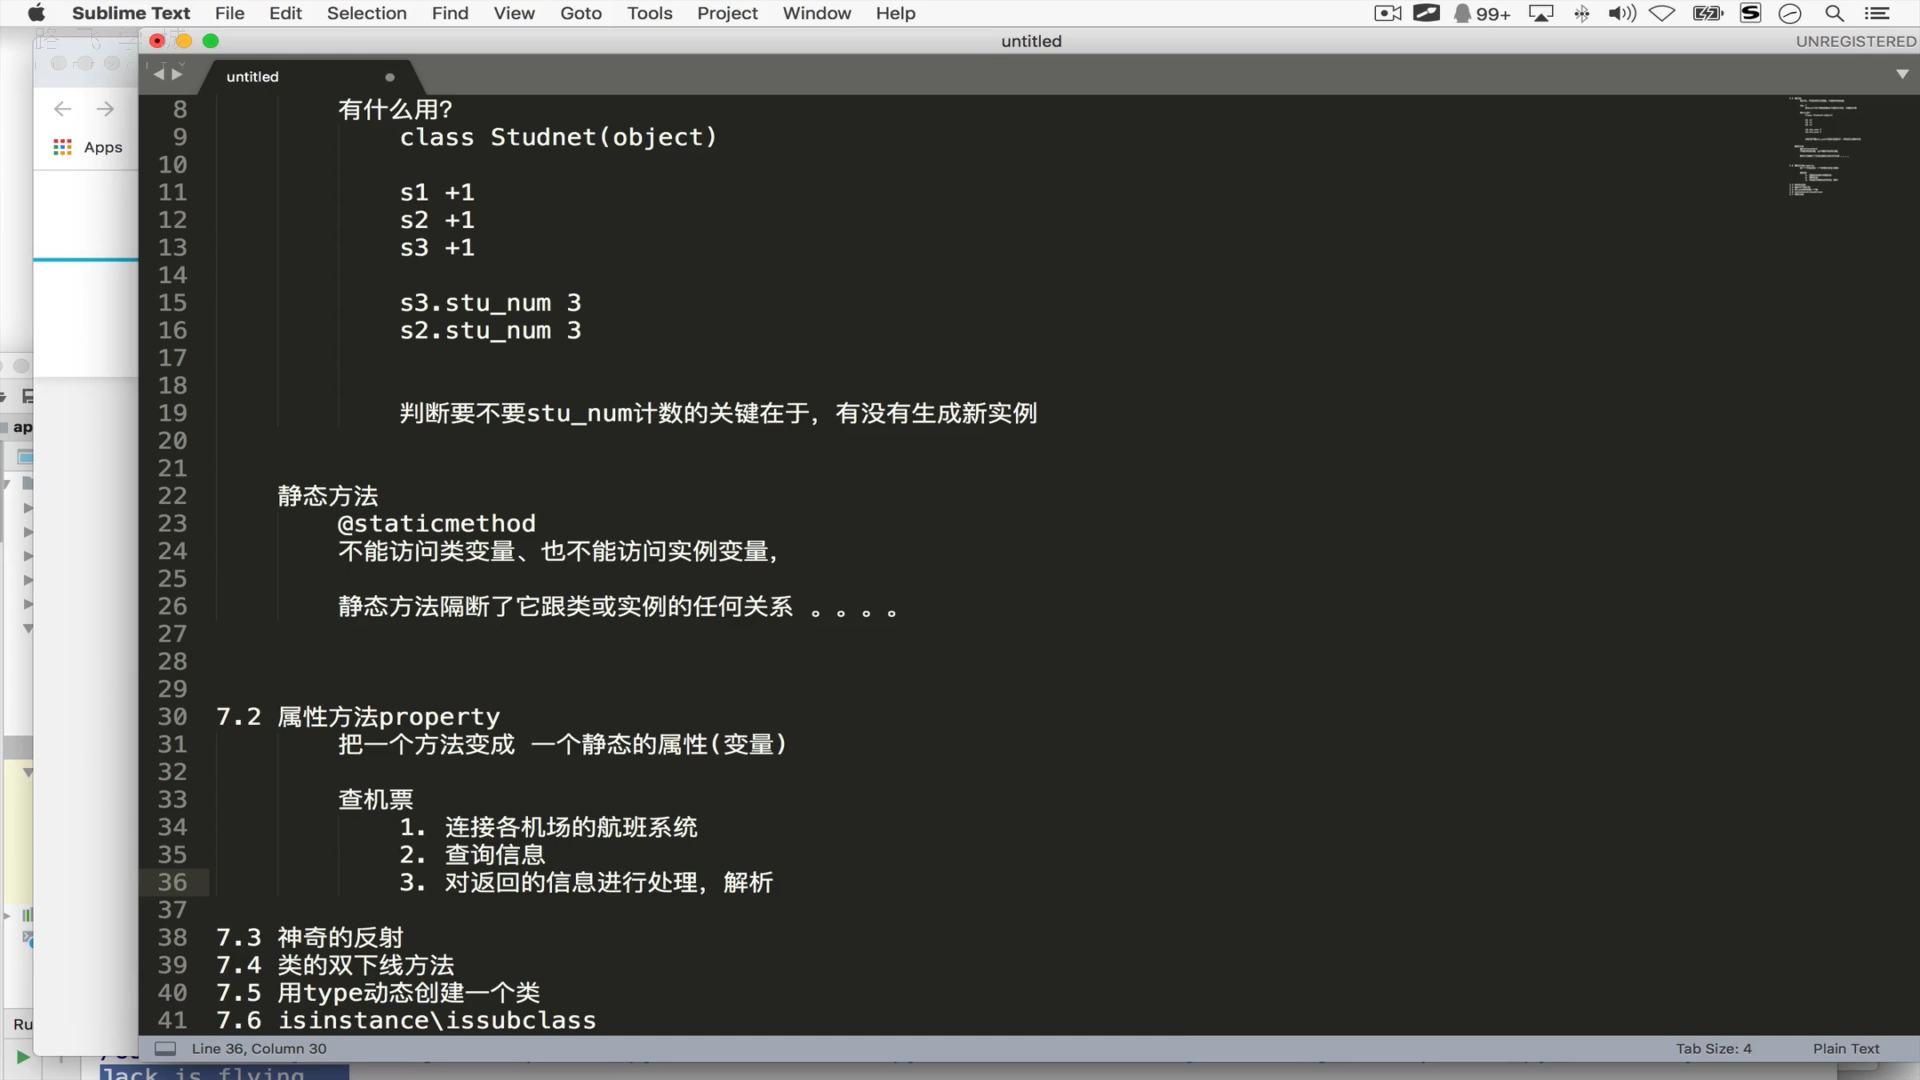 Sublime Text File Edit Selection Find View Goto Tools Project Window Help 99+
untitled UNREGISTERED
untitled
Apps
8 有什么用?
9 class Studnet(object)
10
11 s1 +1
12 s2 +1
13 s3 +1
14
15 s3.stu_num 3
16 s2.stu_num 3
17
18
19 判断要不要stu_num计数的关键在于，有没有生成新实例
20
21
22 静态方法
23 @staticmethod
24 不能访问类变量、也不能访问实例变量，
25
26 静态方法隔断了它跟类或实例的任何关系 。。。。
27
28
29
30 7.2 属性方法property
31 把一个方法变成 一个静态的属性(变量)
32
33 查机票
34 1. 连接各机场的航班系统
35 2. 查询信息
36 3. 对返回的信息进行处理，解析
37
38 7.3 神奇的反射
39 7.4 类的双下线方法
40 7.5 用type动态创建一个类
41 7.6 isinstance\issubclass
ap
Ru
Line 36, Column 30 Tab Size: 4 Plain Text
Jack is flying